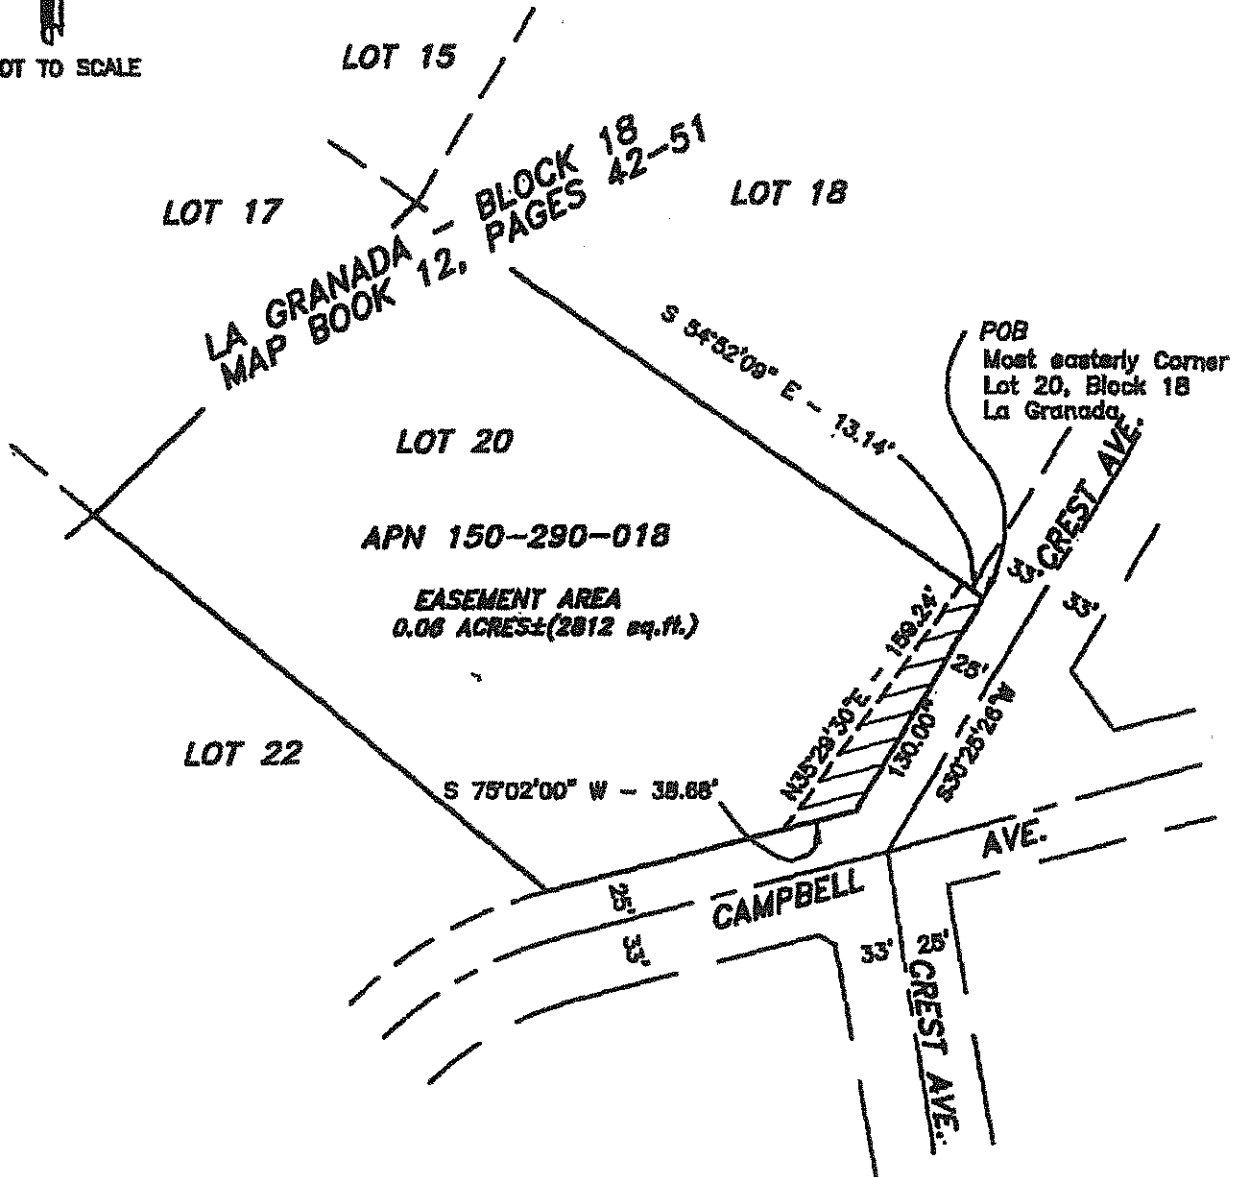 OT TO SCALE
LOT 15
LOT 17
LA GRANADA - BLOCK 18
MAP BOOK 12, PAGES 42-51
LOT 18
S 54°52'09" E - 13.14'
POB
Most easterly Corner
Lot 20, Block 18
La Granada
LOT 20
APN 150-290-018
EASEMENT AREA
0.06 ACRES±(2812 sq.ft.)
CREST AVE.
33'
33'
N35°29'30"E - 159.24'
25'
130.00"
S30°25'26"W
LOT 22
S 75°02'00" W - 38.68'
25'
33'
CAMPBELL AVE.
33'
25'
CREST AVE.